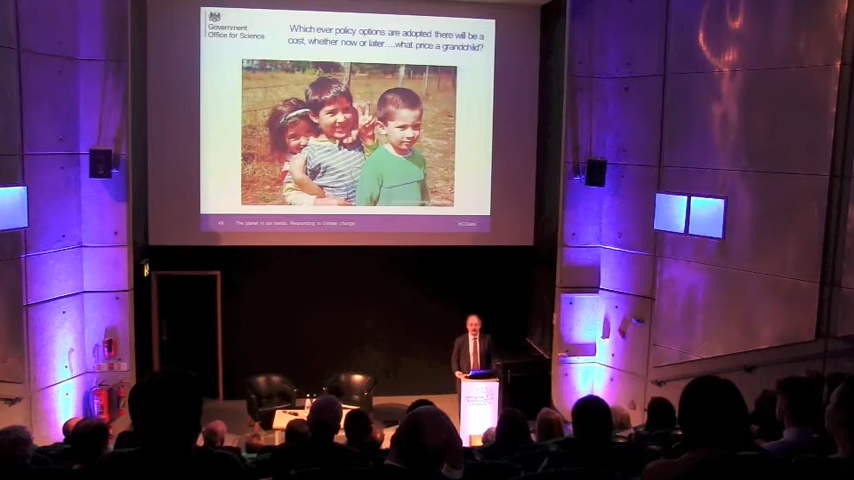 Government
Office for Science
Which ever policy options are adopted there will be a
cost, whether now or later....what price a grandchild?
The planet in our hands. Responding to climate change